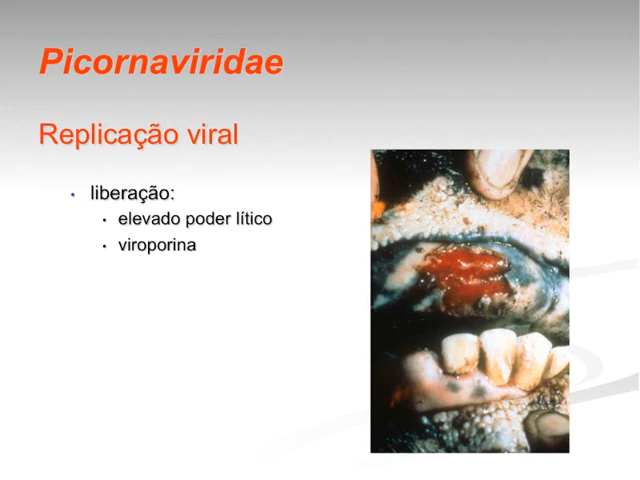 Picornaviridae
Replicação viral
• liberação:
• elevado poder lítico
• viroporina